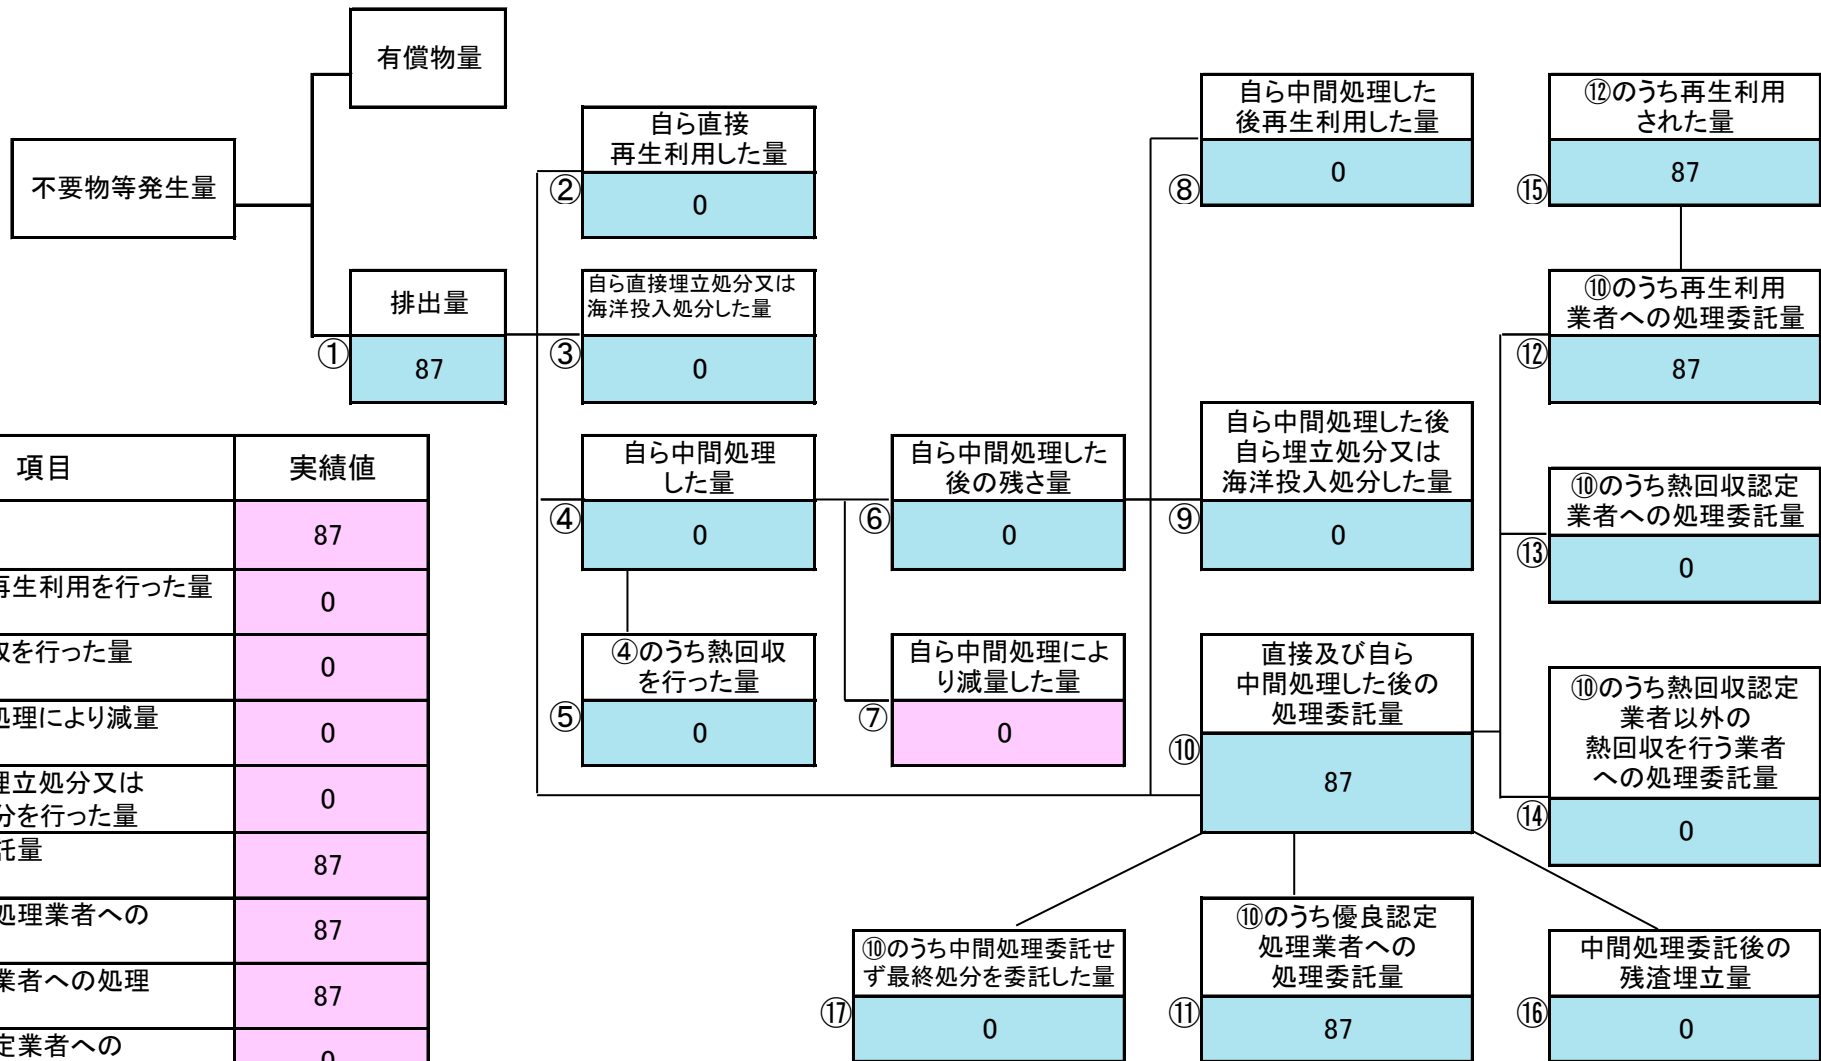 有償物量
不要物等発生量
排出量
①
87
自ら直接
再生利用した量
②
0
自ら直接埋立処分又は
海洋投入処分した量
③
0
自ら中間処理
した量
④
0
④のうち熱回収
を行った量
⑤
0
自ら中間処理した
後の残さ量
⑥
0
自ら中間処理によ
り減量した量
⑦
0
自ら中間処理した
後再生利用した量
⑧
0
自ら中間処理した後
自ら埋立処分又は
海洋投入処分した量
⑨
0
直接及び自ら
中間処理した後の
処理委託量
⑩
87
⑫のうち再生利用
された量
⑮
87
⑩のうち再生利用
業者への処理委託量
⑫
87
⑩のうち熱回収認定
業者への処理委託量
⑬
0
⑩のうち熱回収認定
業者以外の
熱回収を行う業者
への処理委託量
⑭
0
⑩のうち中間処理委託せ
ず最終処分を委託した量
⑰
0
⑩のうち優良認定
処理業者への
処理委託量
⑪
87
中間処理委託後の
残渣埋立量
⑯
0
項目 実績値
87
再生利用を行った量 0
を行った量 0
処理により減量 0
埋立処分又は
を行った量 0
託量 87
処理業者への 87
業者への処理 87
定業者への 0